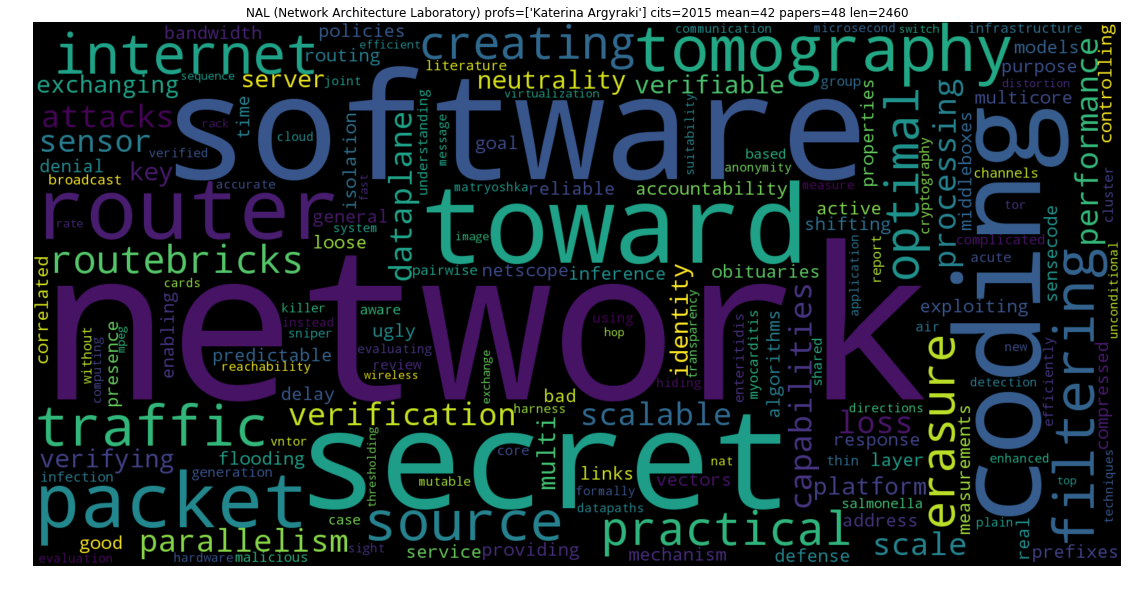 NAL (Network Architecture Laboratory) profs=['Katerina Argyraki'] cits=2015 mean=42 papers=48 len=2460
bandwidth policies creating communication microsecond switch infrastructure
internet routing efficient tomography models
exchanging sequence server joint literature neutrality verifiable group purpose distortion controlling
virtualization multicore
attacks time software properties optimal processing performance
rack cloud understanding message goal suitability middleboxes
sensor verified isolation dataplane based cryptography channels cluster
denial key anonymity
broadcast accurate fast matryoshka reliable accountability measure active tor coding
router general toward shifting complicated
rate system image loose acute sensecode
routebricks pairwise netscope inference obituaries report filtering unconditional
correlated cards application
network killer aware identity transparency exploiting
enabling instead using air
without computing mpeg presence sniper ugly hop enteritidis myocarditis algorithms shared new
predictable evaluating review detection efficiently compressed
reachability wireless exchange hiding capabilities erasure
delay bad directions
traffic verification harness scalable loss measurements
vntor secret multi response enhanced
verifying flooding thresholding core nat thin layer top techniques
infection generation links vectors platform
packet mutable formally salmonella plain
datapaths
case source practical address real
good parallelism sight service providing mechanism defense scale prefixes
evaluation hardware malicious